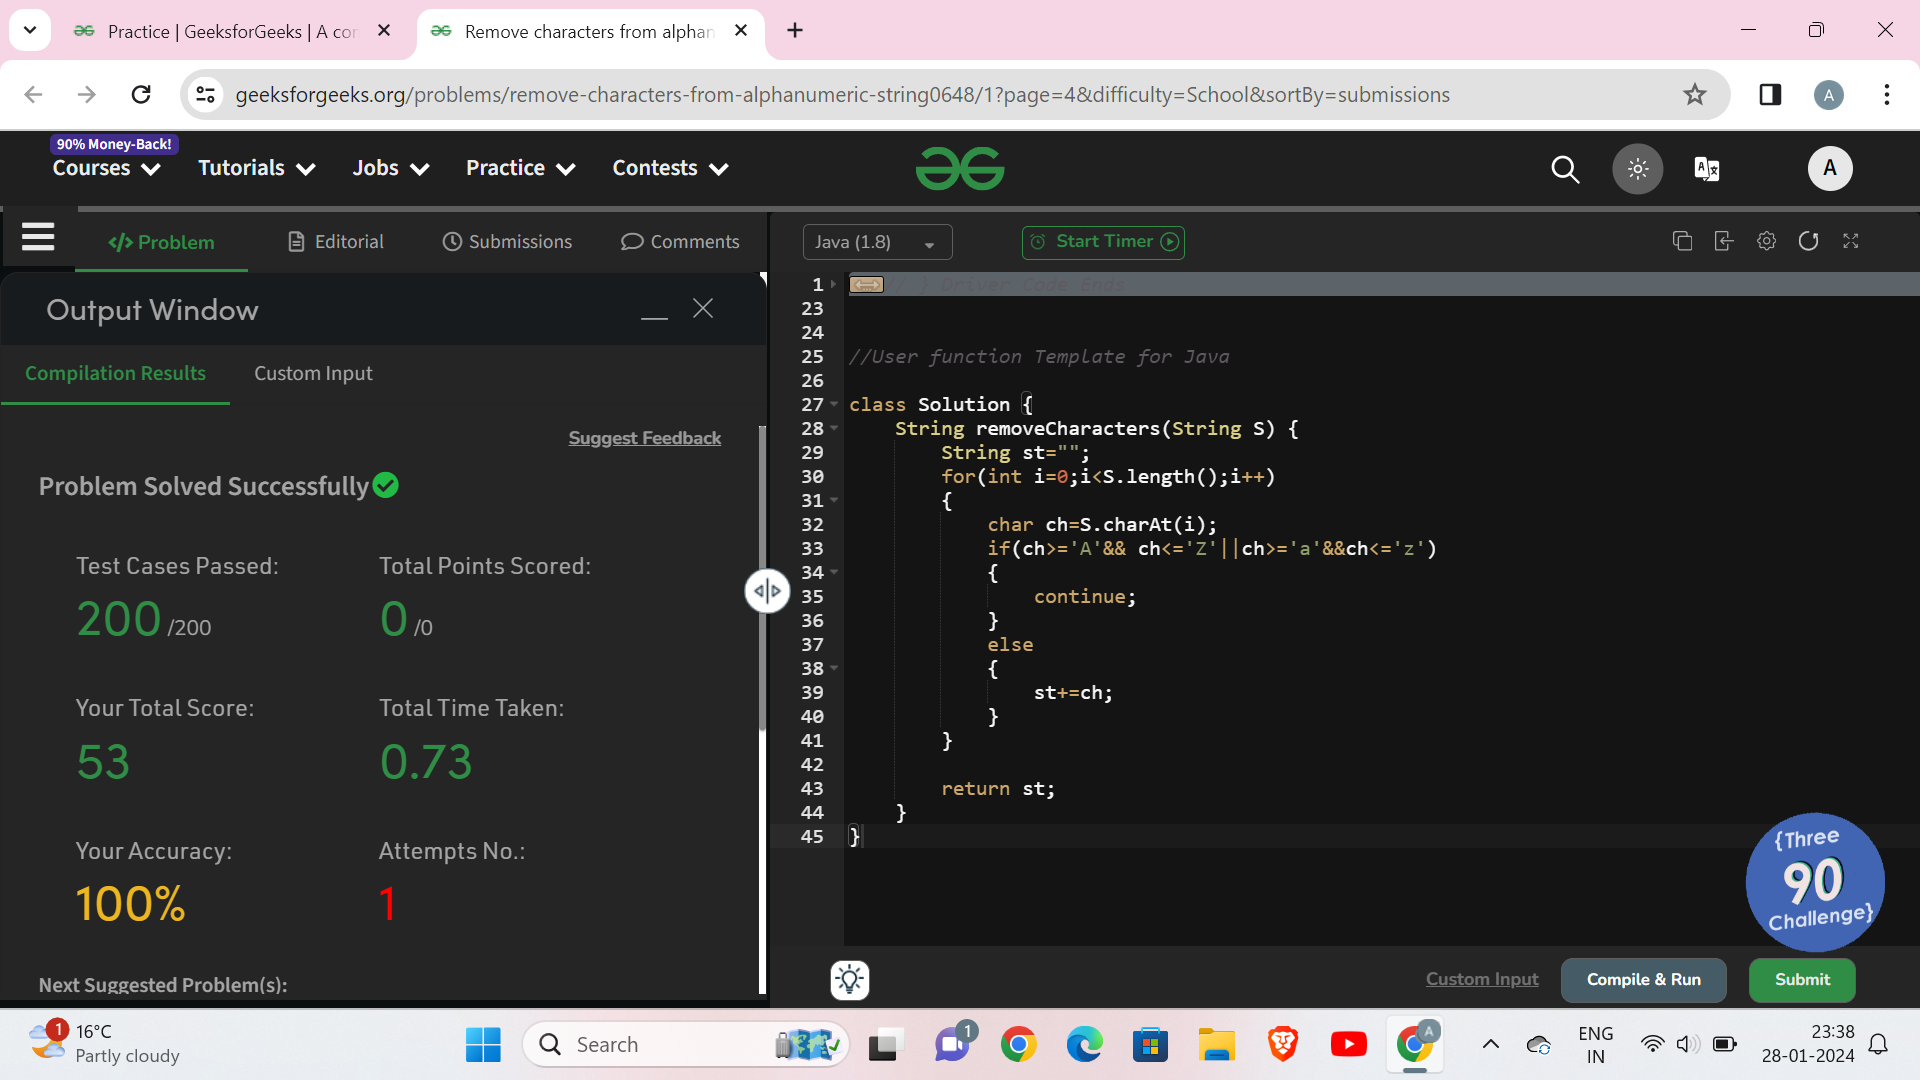 Practice | GeeksforGeeks | A co
Remove characters from alphan
geeksforgeeks.org/problems/remove-characters-from-alphanumeric-string0648/1?page=4&difficulty=School&sortBy=submissions
A
90% Money-Back!
Courses
Tutorials
Jobs
Practice
Contests
A
</> Problem
Editorial
Submissions
Comments
Java (1.8)
Start Timer
Output Window
Compilation Results
Custom Input
Suggest Feedback
Problem Solved Successfully
Test Cases Passed:
Total Points Scored:
200 /200
0 /0
Your Total Score:
Total Time Taken:
53
0.73
Your Accuracy:
Attempts No.:
100%
1
Next Suggested Problem(s):
1 // } Driver Code Ends
23
24
25 //User function Template for Java
26
27 class Solution {
28 String removeCharacters(String S) {
29 String st="";
30 for(int i=0;i<S.length();i++)
31 {
32 char ch=S.charAt(i);
33 if(ch>='A'&& ch<='Z'||ch>='a'&&ch<='z')
34 {
35 continue;
36 }
37 else
38 {
39 st+=ch;
40 }
41 }
42
43 return st;
44 }
45 }
{Three
90
Challenge}
Custom Input
Compile & Run
Submit
1
16°C
Partly cloudy
Search
1
A
ENG
IN
23:38
28-01-2024